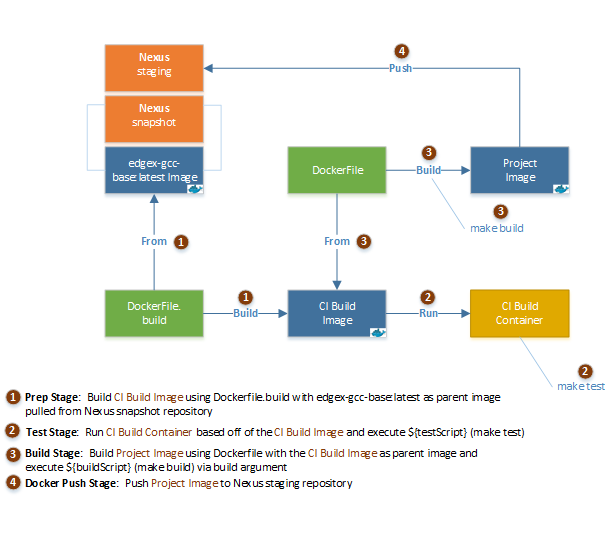 4
Push
Nexus
staging
Nexus
snapshot
edgex-gcc-
base:latest Image
DockerFile
3
Build
Project
Image
3
make build
From 1
From 3
DockerFile.
build
1
Build
CI Build
Image
2
Run
CI Build
Container
2
make test
1 Prep Stage: Build CI Build Image using Dockerfile.build with edgex-gcc-base:latest as parent image
pulled from Nexus snapshot repository
2 Test Stage: Run CI Build Container based off of the CI Build Image and execute ${testScript} (make test)
3 Build Stage: Build Project Image using Dockerfile with the CI Build Image as parent image and
execute ${buildScript} (make build) via build argument
4 Docker Push Stage: Push Project Image to Nexus staging repository